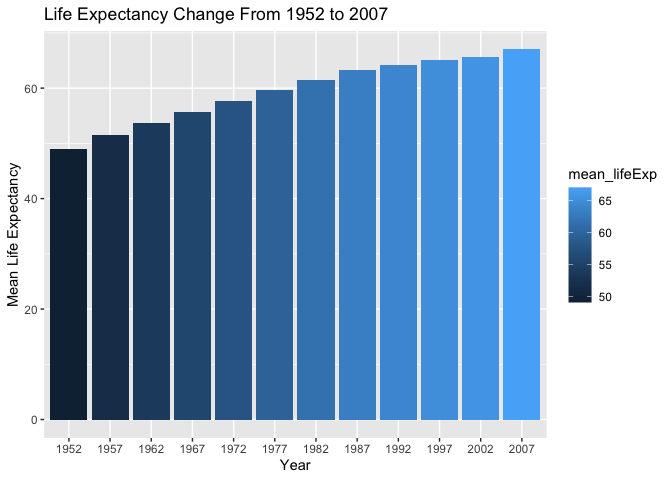 Life Expectancy Change From 1952 to 2007
Mean Life Expectancy
60
40
20
0
1952 1957 1962 1967 1972 1977 1982 1987 1992 1997 2002 2007
Year
mean_lifeExp
65
60
55
50